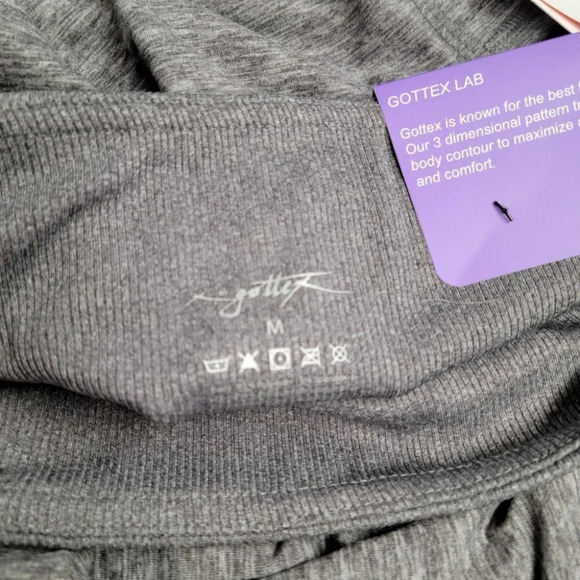 GOTTEX LAB
Gottex is known for the best
Our 3 dimensional pattern
body contour to maximize
and comfort.
gottex
M